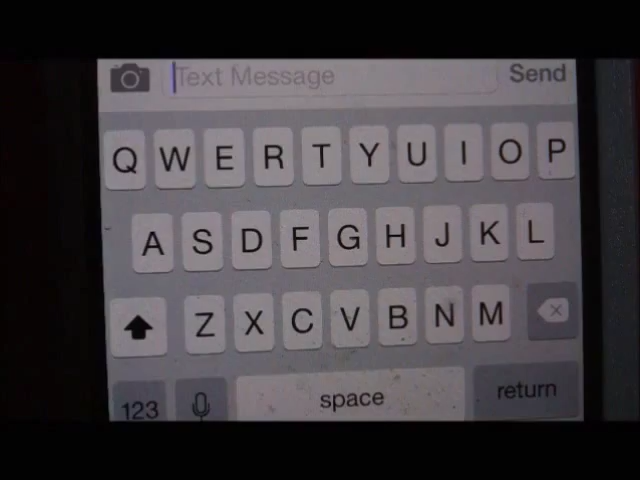 Text Message Send
Q W E R T Y U I O P
A S D F G H J K L
Z X C V B N M
123 space return